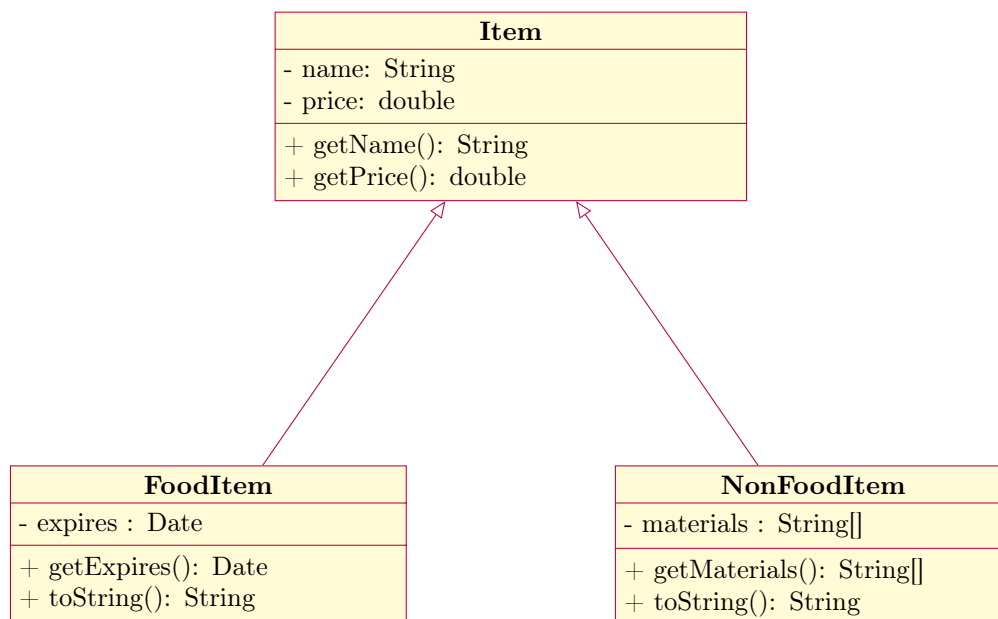 Item
- name: String
- price: double
+ getName(): String
+ getPrice(): double
FoodItem
- expires : Date
+ getExpires(): Date
+ toString(): String
NonFoodItem
- materials : String[]
+ getMaterials(): String[]
+ toString(): String